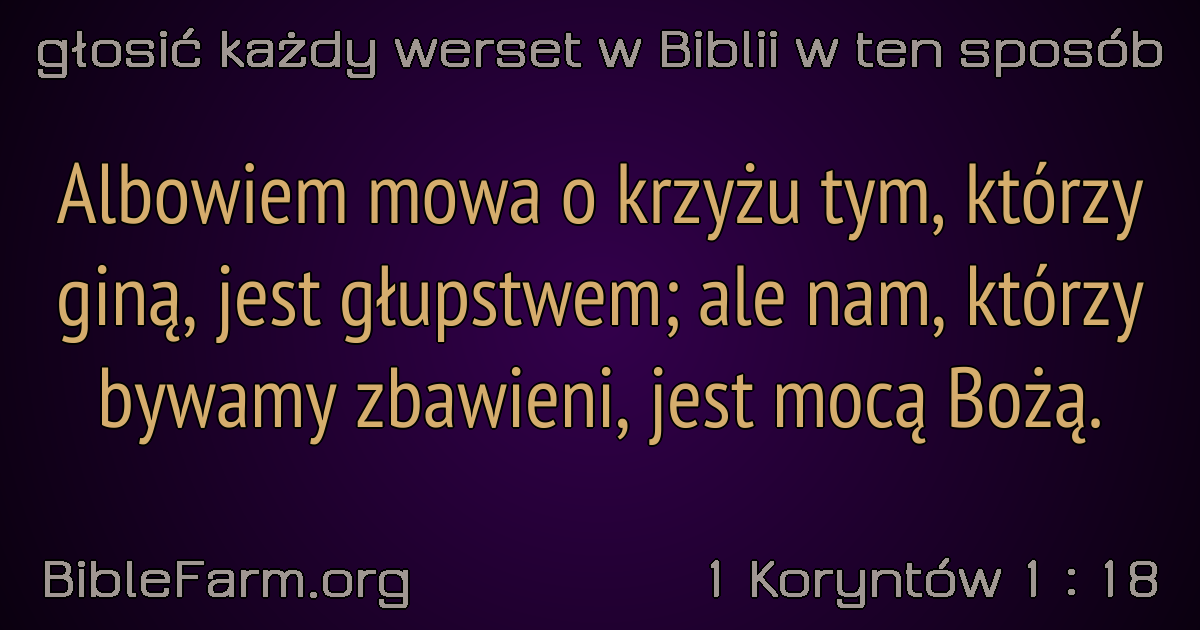 głosić każdy werset w Biblii w ten sposób
Albowiem mowa o krzyżu tym, którzy
giną, jest głupstwem; ale nam, którzy
bywamy zbawieni, jest mocą Bożą.
BibleFarm.org
1 Koryntów 1 : 18